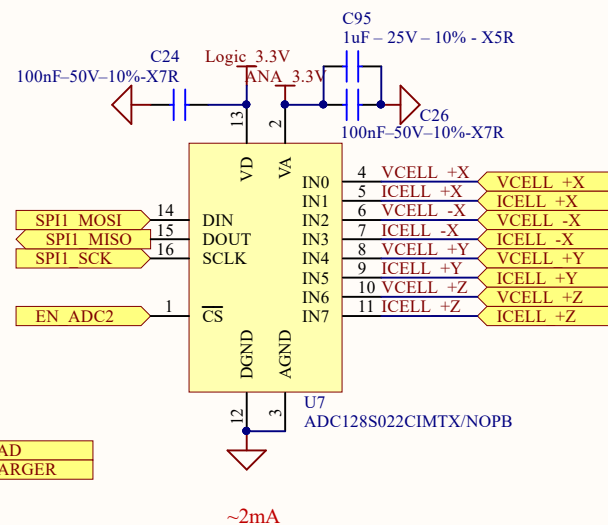 C95
1uF – 25V – 10% - X5R
C24
100nF–50V–10%-X7R
Logic_3.3V
ANA_3.3V
C26
100nF–50V–10%-X7R
13
2
VD
VA
IN0 4 VCELL_+X VCELL_+X
IN1 5 ICELL_+X ICELL_+X
SPI1_MOSI 14 DIN IN2 6 VCELL_-X VCELL_-X
SPI1_MISO 15 DOUT IN3 7 ICELL_-X ICELL_-X
SPI1_SCK 16 SCLK IN4 8 VCELL_+Y VCELL_+Y
IN5 9 ICELL_+Y ICELL_+Y
IN6 10 VCELL_+Z VCELL_+Z
EN_ADC2 1 CS IN7 11 ICELL_+Z ICELL_+Z
DGND
AGND
12
3
U7
ADC128S022CIMTX/NOPB
AD
ARGER
~2mA